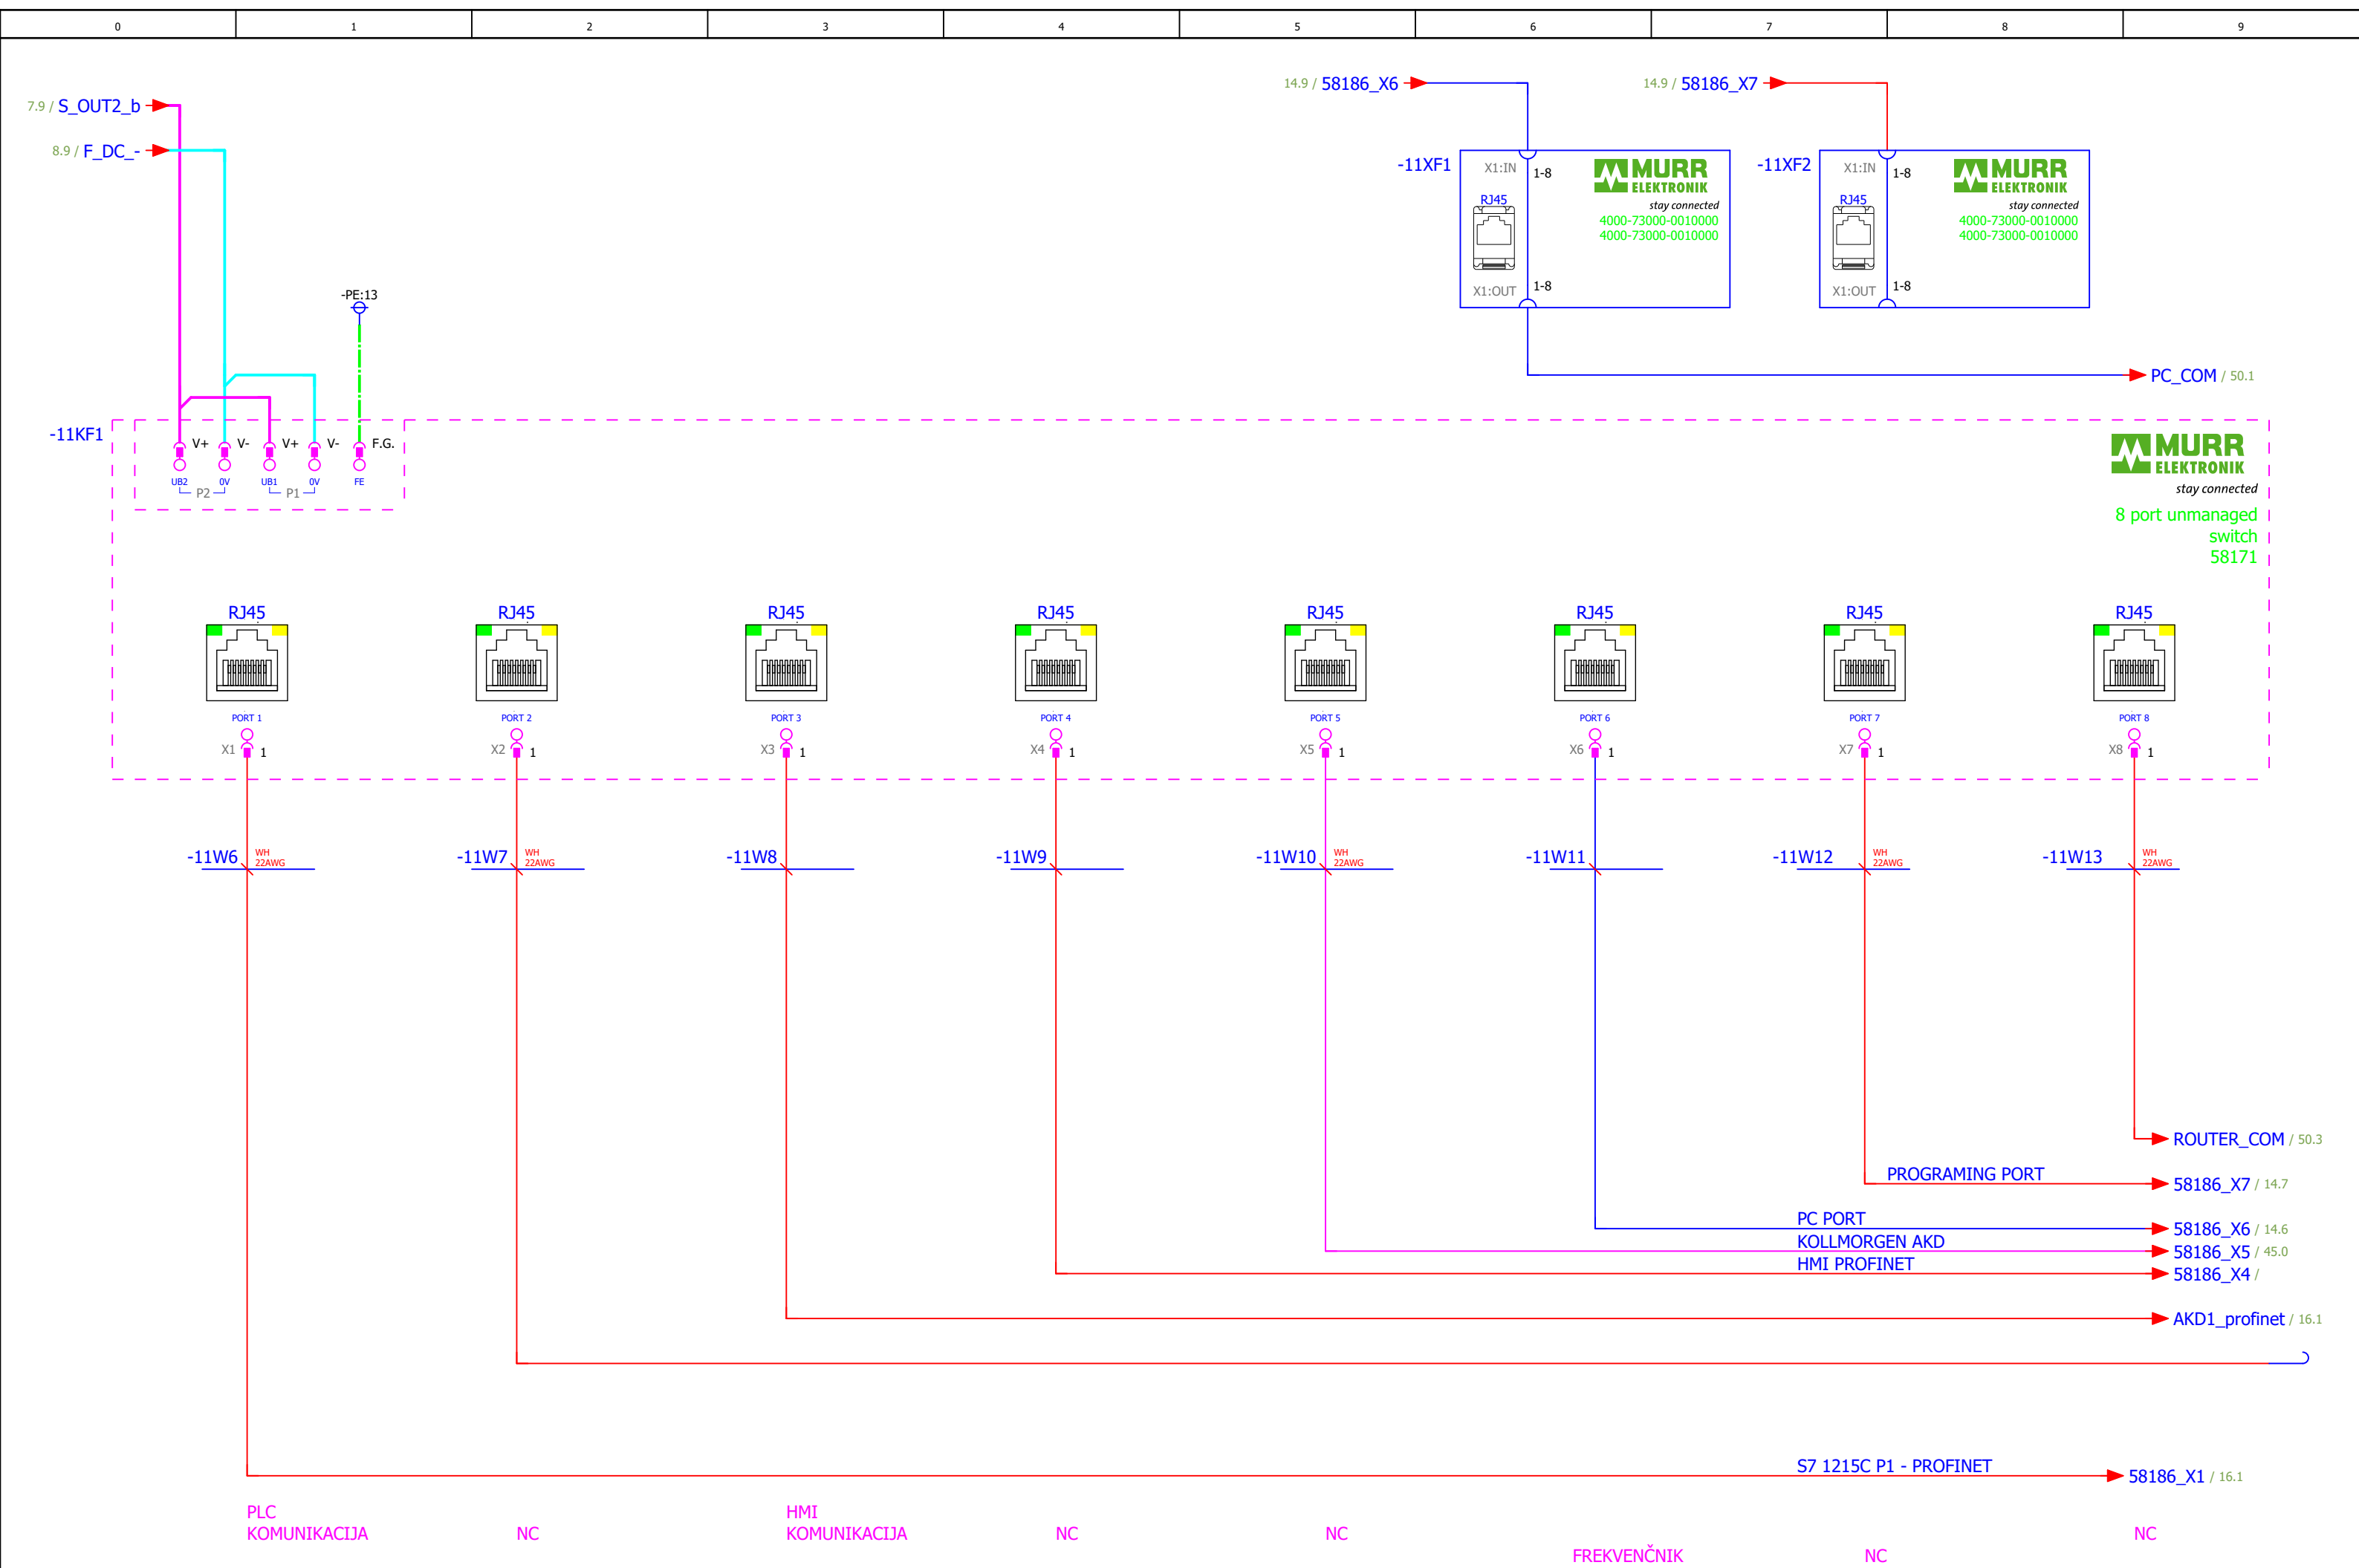 0 1 2 3 4 5 6 7 8 9
14.9 / 58186_X6
14.9 / 58186_X7
7.9 / S_OUT2_b
8.9 / F_DC_-
-11XF1
X1:IN
1-8
MURR
ELEKTRONIK
stay connected
RJ45
4000-73000-0010000
4000-73000-0010000
X1:OUT
1-8
-11XF2
X1:IN
1-8
MURR
ELEKTRONIK
stay connected
RJ45
4000-73000-0010000
4000-73000-0010000
X1:OUT
1-8
-PE:13
PC_COM / 50.1
-11KF1
V+ V- V+ V- F.G.
UB2 0V UB1 0V FE
P2 P1
MURR
ELEKTRONIK
stay connected
8 port unmanaged
switch
58171
RJ45 RJ45 RJ45 RJ45 RJ45 RJ45 RJ45 RJ45
PORT 1 PORT 2 PORT 3 PORT 4 PORT 5 PORT 6 PORT 7 PORT 8
X1 1 X2 1 X3 1 X4 1 X5 1 X6 1 X7 1 X8 1
-11W6 WH
22AWG
-11W7 WH
22AWG
-11W8
-11W9
-11W10 WH
22AWG
-11W11
-11W12 WH
22AWG
-11W13 WH
22AWG
ROUTER_COM / 50.3
PROGRAMING PORT
58186_X7 / 14.7
PC PORT
58186_X6 / 14.6
KOLLMORGEN AKD
58186_X5 / 45.0
HMI PROFINET
58186_X4 /
AKD1_profinet / 16.1
S7 1215C P1 - PROFINET
58186_X1 / 16.1
PLC
KOMUNIKACIJA
NC
HMI
KOMUNIKACIJA
NC
NC
FREKVENČNIK
NC
NC